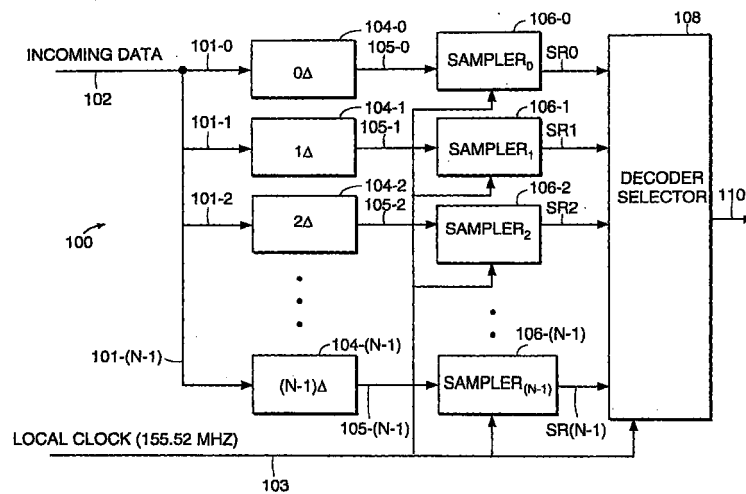 INCOMING DATA
102
101-0
104-0
0Δ
105-0
106-0
SAMPLER₀
SR0
108
101-1
104-1
1Δ
105-1
106-1
SAMPLER₁
SR1
101-2
104-2
2Δ
105-2
106-2
SAMPLER₂
SR2
DECODER
SELECTOR
110
100
101-(N-1)
104-(N-1)
(N-1)Δ
105-(N-1)
106-(N-1)
SAMPLER(N-1)
SR(N-1)
LOCAL CLOCK (155.52 MHZ)
103